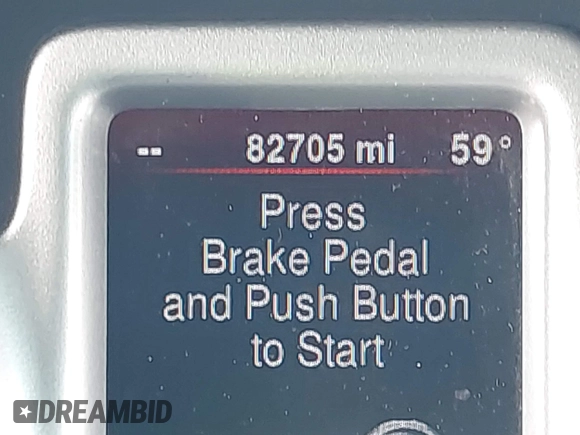 -- 82705 mi 59°
Press
Brake Pedal
and Push Button
to Start
DREAMBID